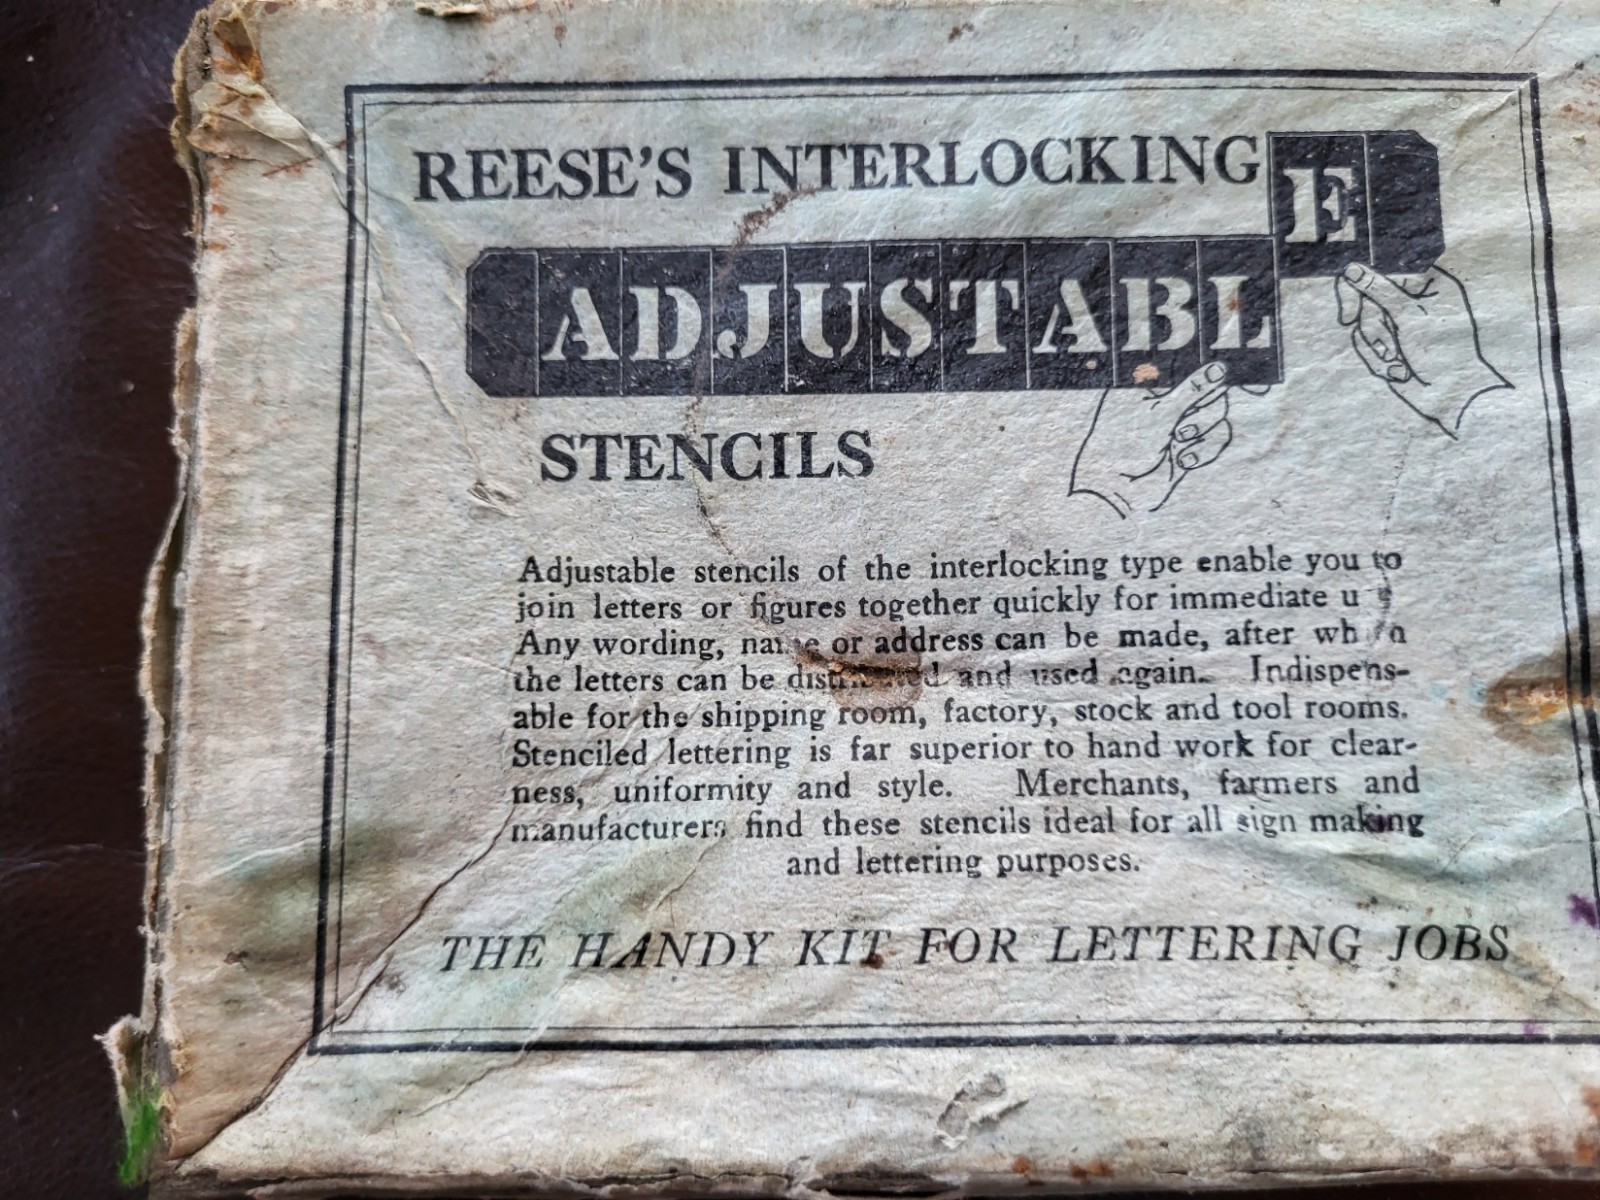 REESE'S INTERLOCKING
ADJUSTABLE
STENCILS
Adjustable stencils of the interlocking type enable you to
join letters or figures together quickly for immediate
Any wording, name or address can be made, after
the letters can be distributed and used again. Indispens-
able for the shipping room, factory, stock and tool rooms.
Stenciled lettering is far superior to hand work for clear-
ness, uniformity and style. Merchants, farmers and
manufacturers find these stencils ideal for all sign making
and lettering purposes.
THE HANDY KIT FOR LETTERING JOBS